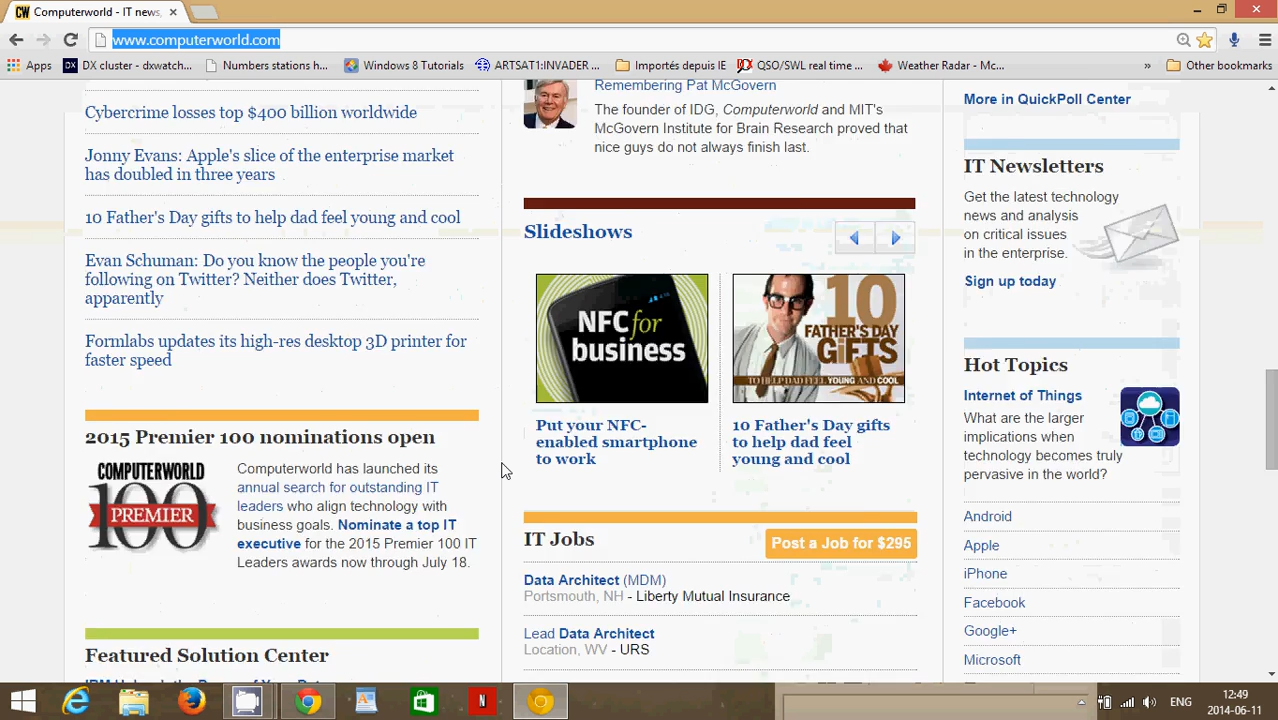 Computerworld - IT news,
www.computerworld.com
Apps
DX cluster - dxwatch...
Numbers stations h...
Windows 8 & Tutorials
ARTSAT1:INVADER ...
Importés depuis IE
QSO/SWL real time ...
Weather Radar - Mc...
»
Other bookmarks
Cybercrime losses top $400 billion worldwide
Jonny Evans: Apple's slice of the enterprise market
has doubled in three years
10 Father's Day gifts to help dad feel young and cool
Evan Schuman: Do you know the people you're
following on Twitter? Neither does Twitter,
apparently
Formlabs updates its high-res desktop 3D printer for
faster speed
2015 Premier 100 nominations open
COMPUTERWORLD
100
PREMIER
Computerworld has launched its
annual search for outstanding IT
leaders who align technology with
business goals. Nominate a top IT
executive for the 2015 Premier 100 IT
Leaders awards now through July 18.
Featured Solution Center
Remembering Pat McGovern
The founder of IDG, Computerworld and MIT's
McGovern Institute for Brain Research proved that
nice guys do not always finish last.
Slideshows
NFC for
business
10
FATHER'S DAY
GIFTS
TO HELP DAD FEEL YOUNG AND COOL
Put your NFC-
enabled smartphone
to work
10 Father's Day gifts
to help dad feel
young and cool
IT Jobs
Post a Job for $295
Data Architect (MDM)
Portsmouth, NH - Liberty Mutual Insurance
Lead Data Architect
Location, WV - URS
More in QuickPoll Center
IT Newsletters
Get the latest technology
news and analysis
on critical issues
in the enterprise.
Sign up today
Hot Topics
Internet of Things
What are the larger
implications when
technology becomes truly
pervasive in the world?
Android
Apple
iPhone
Facebook
Google+
Microsoft
ENG
12:49
2014-06-11